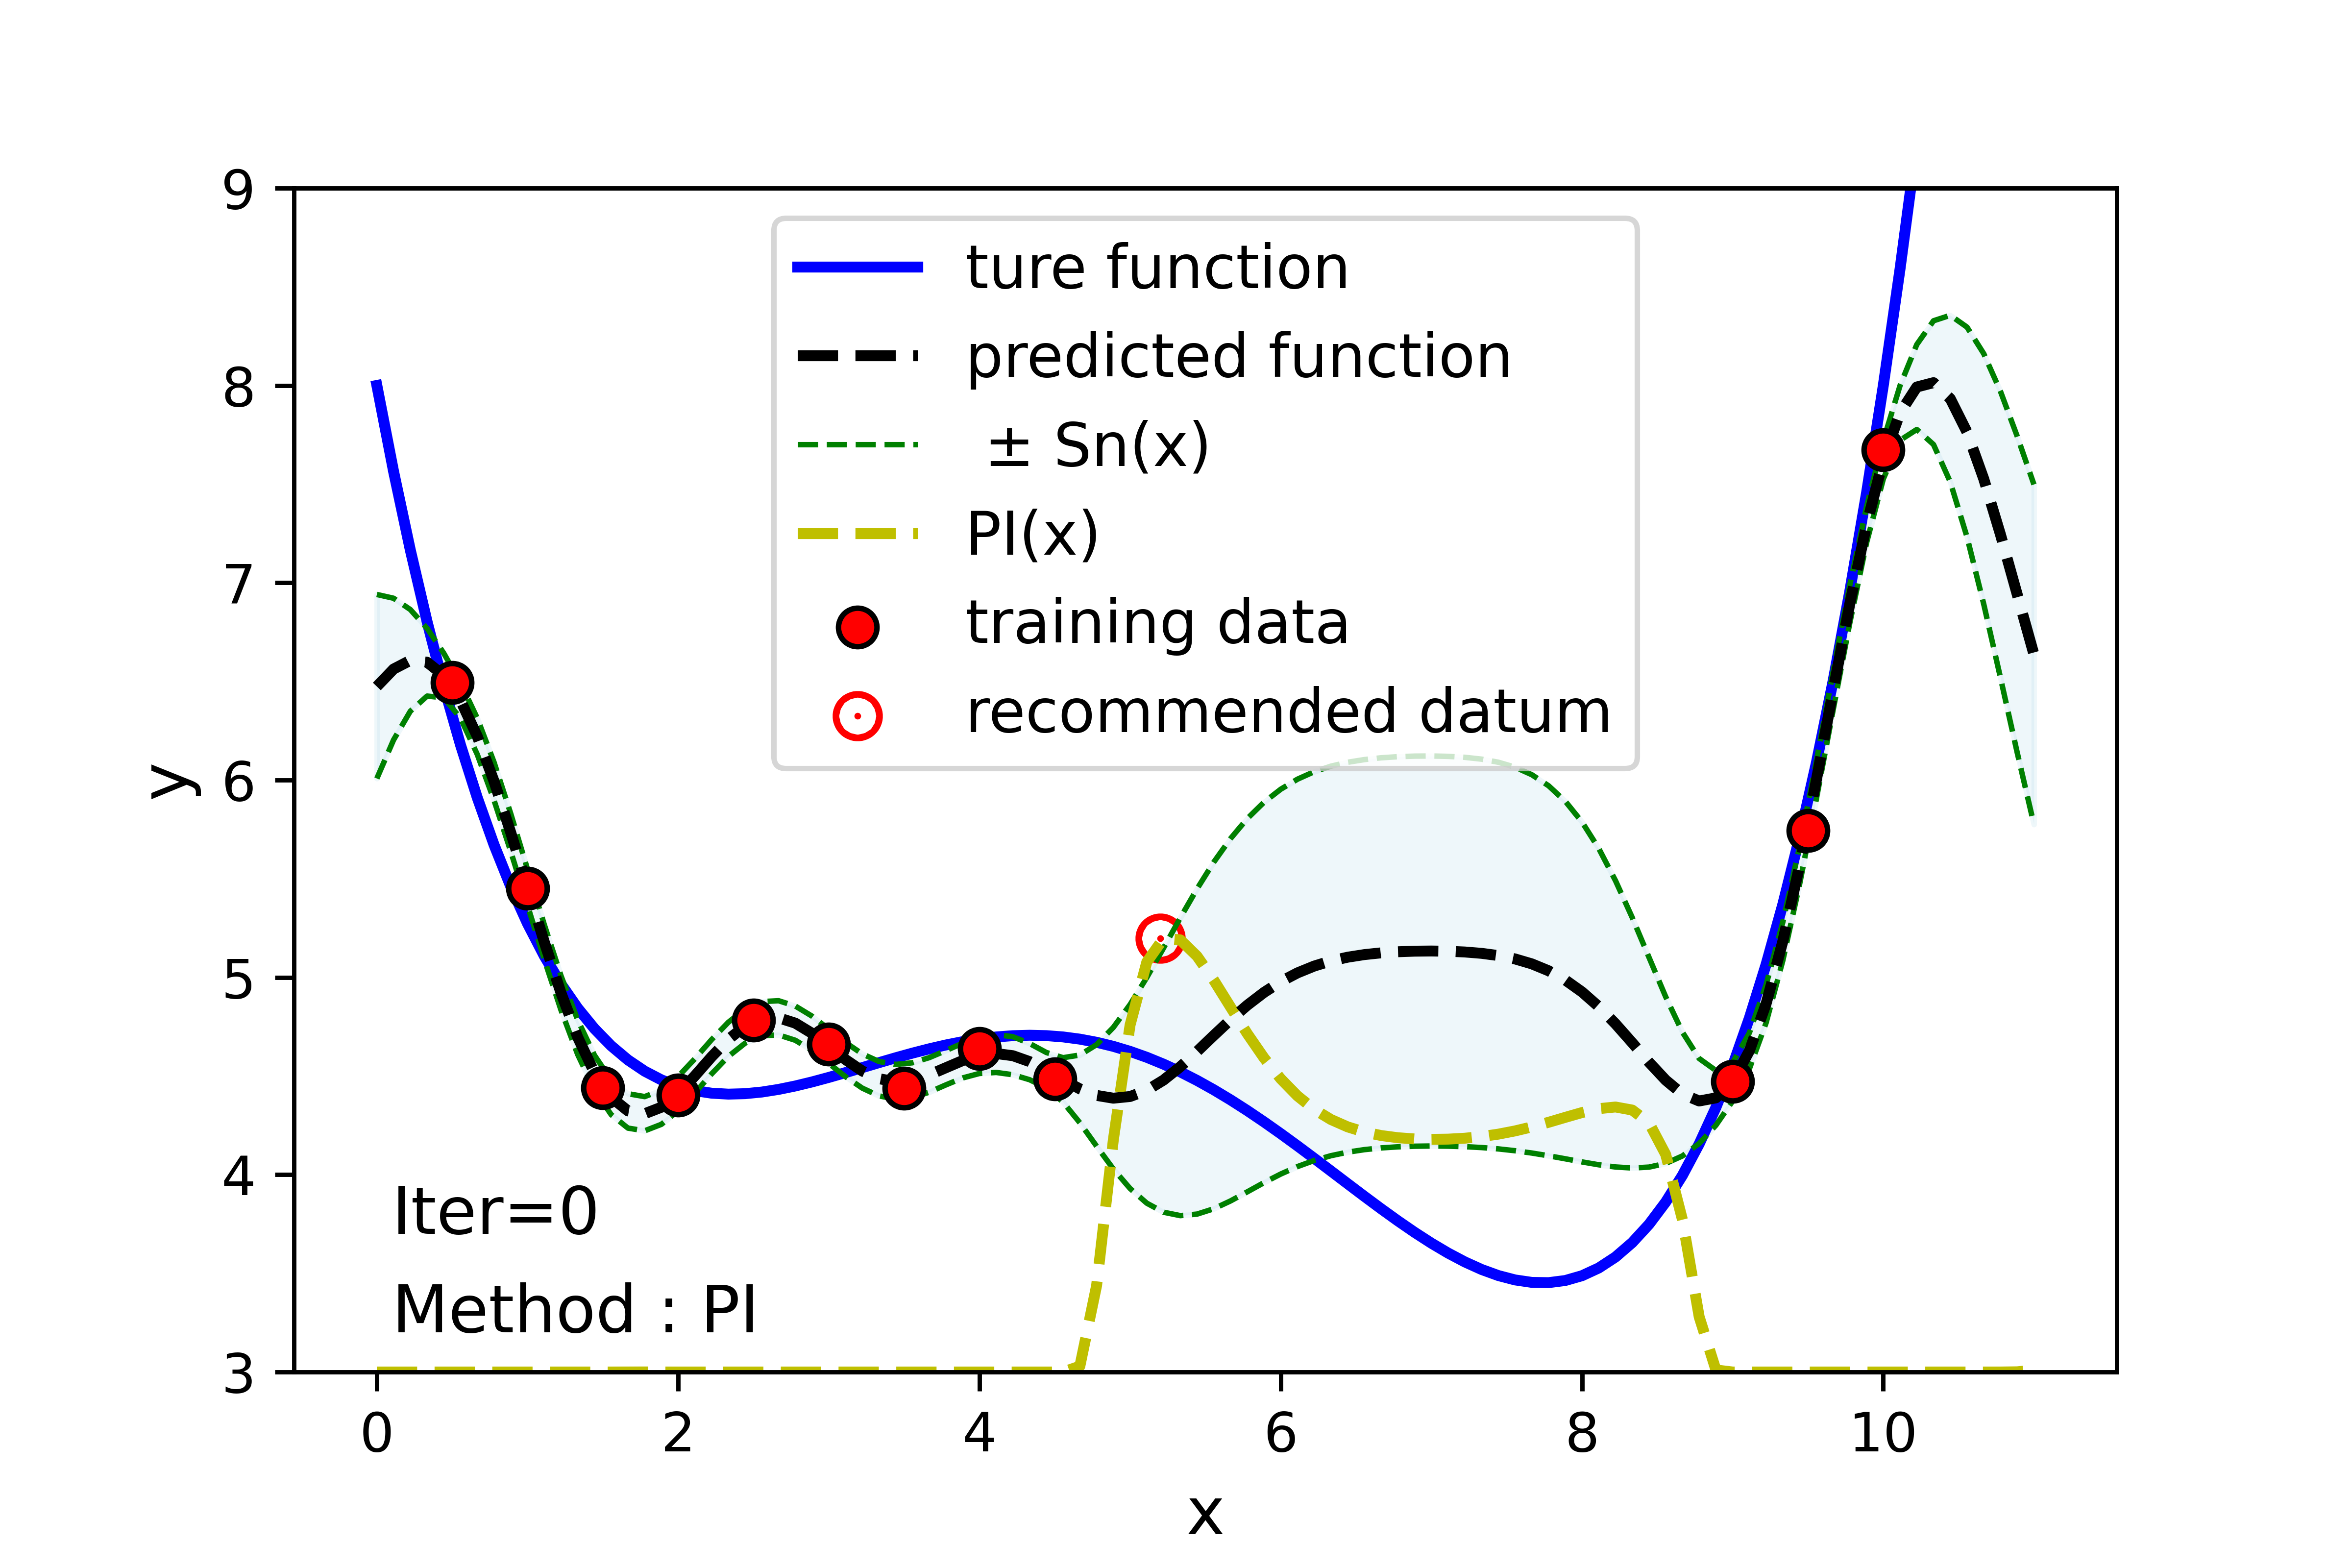 9
8
7
6
5
4
3
y
ture function
predicted function
± Sn(x)
PI(x)
training data
recommended datum
Iter=0
Method : PI
0 2 4 6 8 10
x